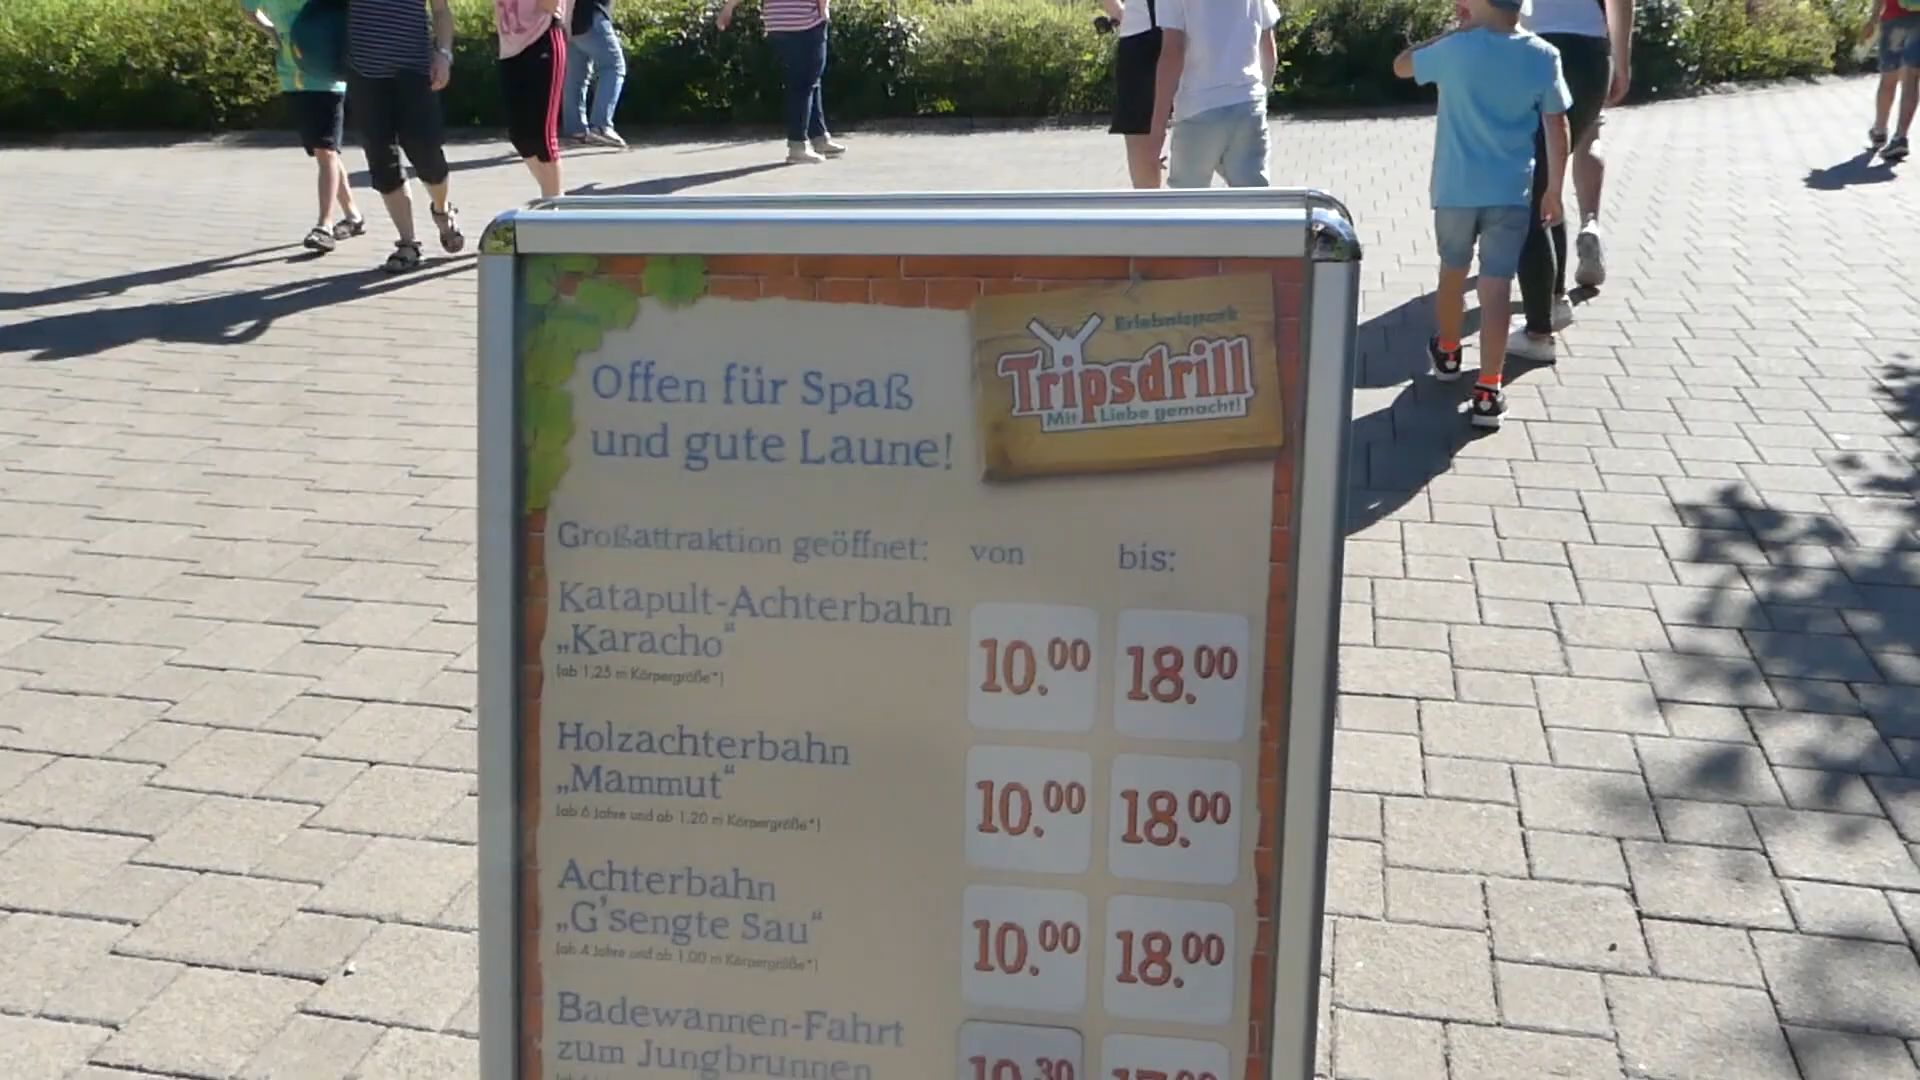 Erlebnispark
Tripsdrill
Mit Liebe gemacht!
Offen für Spaß
und gute Laune!
Großattraktion geöffnet: von bis:
Katapult-Achterbahn
„Karacho“ 10.00 18.00
(ab 1,25 m Körpergröße*)
Holzachterbahn
„Mammut“ 10.00 18.00
(ab 6 Jahre und ab 1,20 m Körpergröße*)
Achterbahn
„G'sengte Sau“ 10.00 18.00
(ab 4 Jahre und ab 1,00 m Körpergröße*)
Badewannen-Fahrt
zum Jungbrunnen 10.30